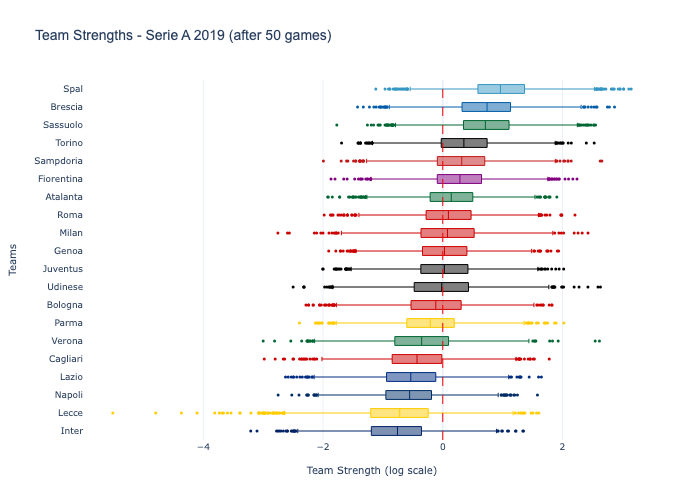 Team Strengths - Serie A 2019 (after 50 games)
Spal
Brescia
Sassuolo
Torino
Sampdoria
Fiorentina
Atalanta
Roma
Milan
Genoa
Juventus
Udinese
Bologna
Parma
Verona
Cagliari
Lazio
Napoli
Lecce
Inter
Teams
−4 −2 0 2
Team Strength (log scale)